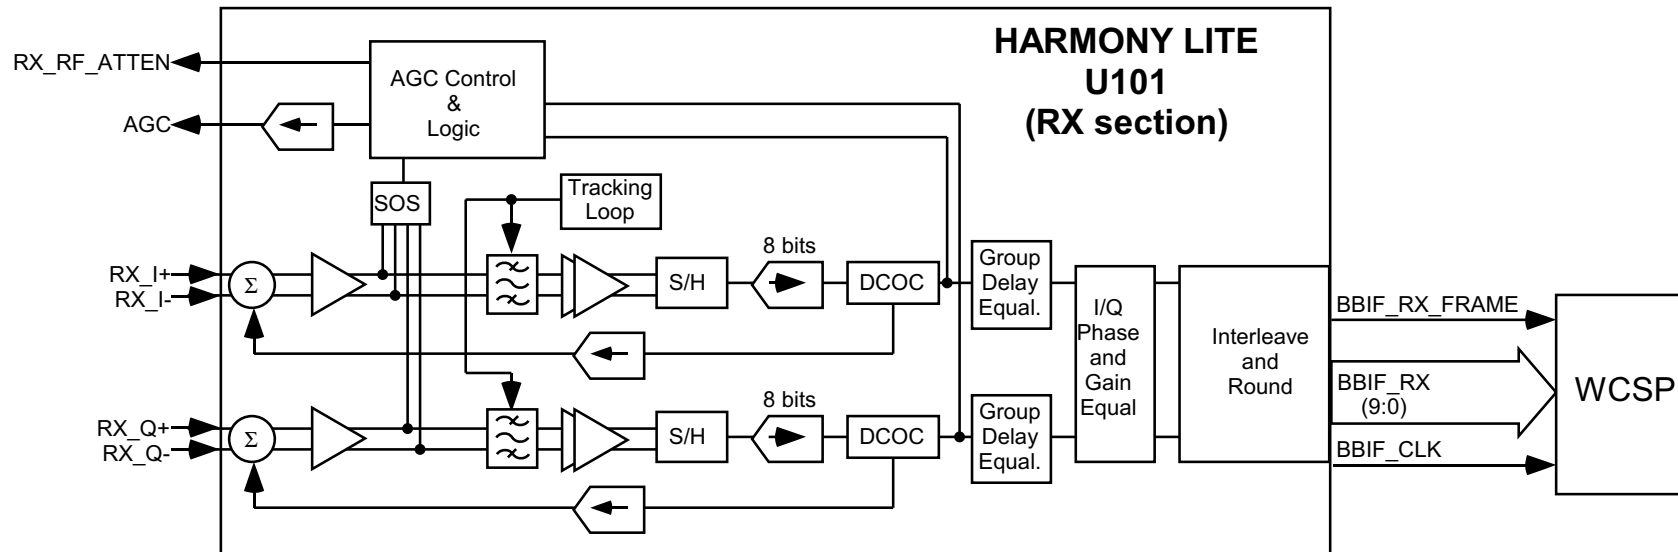 HARMONY LITE
U101
(RX section)
RX_RF_ATTEN
AGC
AGC Control
&
Logic
SOS
Tracking
Loop
RX_I+
RX_I-
Σ
8 bits
S/H
DCOC
Group
Delay
Equal.
I/Q
Phase
and
Gain
Equal
Interleave
and
Round
BBIF_RX_FRAME
BBIF_RX
(9:0)
BBIF_CLK
WCSP
RX_Q+
RX_Q-
Σ
8 bits
S/H
DCOC
Group
Delay
Equal.